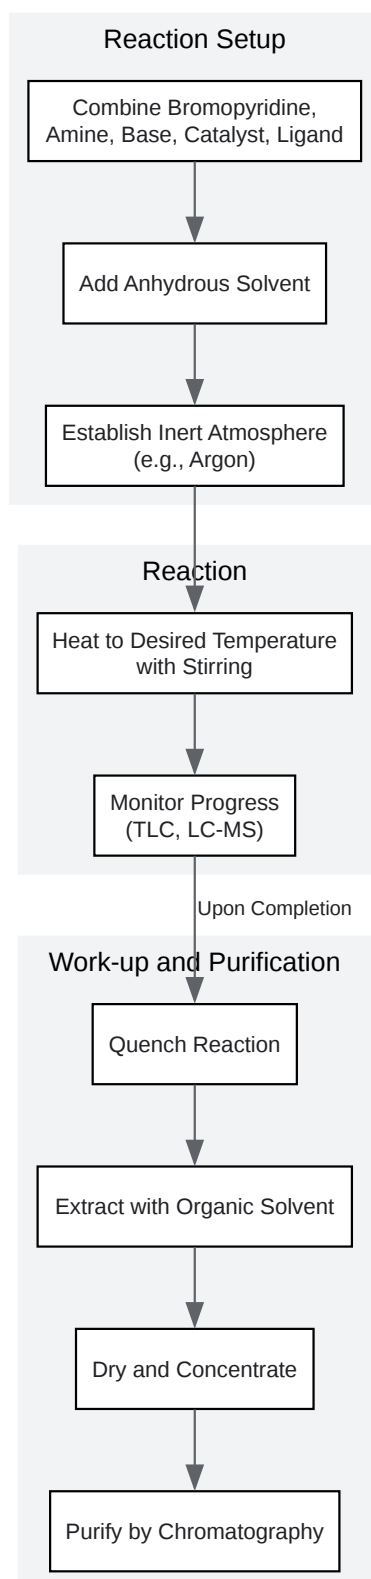 Reaction Setup
Combine Bromopyridine,
Amine, Base, Catalyst, Ligand
Add Anhydrous Solvent
Establish Inert Atmosphere
(e.g., Argon)
Reaction
Heat to Desired Temperature
with Stirring
Monitor Progress
(TLC, LC-MS)
Upon Completion
Work-up and Purification
Quench Reaction
Extract with Organic Solvent
Dry and Concentrate
Purify by Chromatography